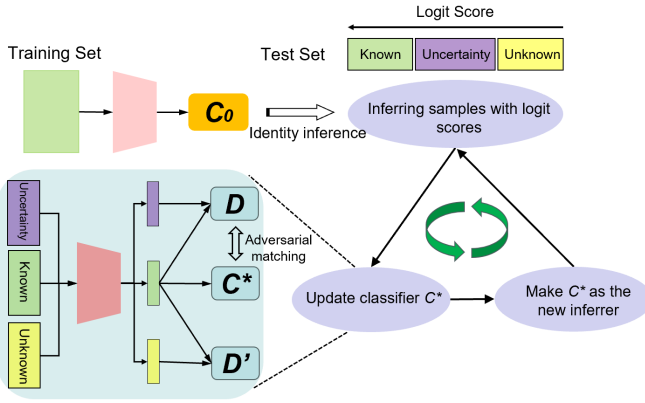 Logit Score
Training Set
Test Set
Known
Uncertainty
Unknown
C0
Identity inference
Inferring samples with logit
scores
Uncertainty
Known
Unknown
D
Adversarial
matching
C*
D’
Update classifier C*
Make C* as the
new inferrer